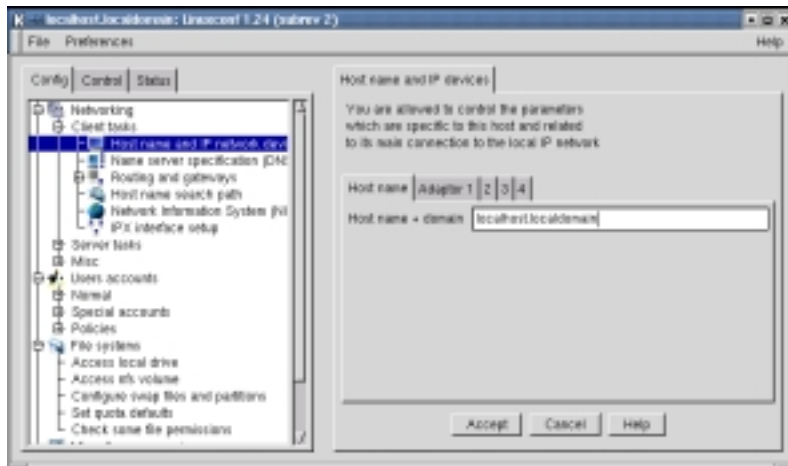 localhost.localdomain: Linuxconf 1.24 (subrev 2)
File Preferences Help
Config Control Status
Networking
Client tasks
Host name and IP network devi
Name server specification (DNS
Routing and gateways
Host name search path
Network Information System (NI
IPX interface setup
Server tasks
Misc
Users accounts
Normal
Special accounts
Policies
File systems
Access local drive
Access nfs volume
Configure swap files and partitions
Set quota defaults
Check some file permissions
Host name and IP devices
You are allowed to control the parameters
which are specific to this host and related
to its main connection to the local IP network
Host name Adaptor 1 2 3 4
Host name + domain localhost.localdomain
Accept Cancel Help